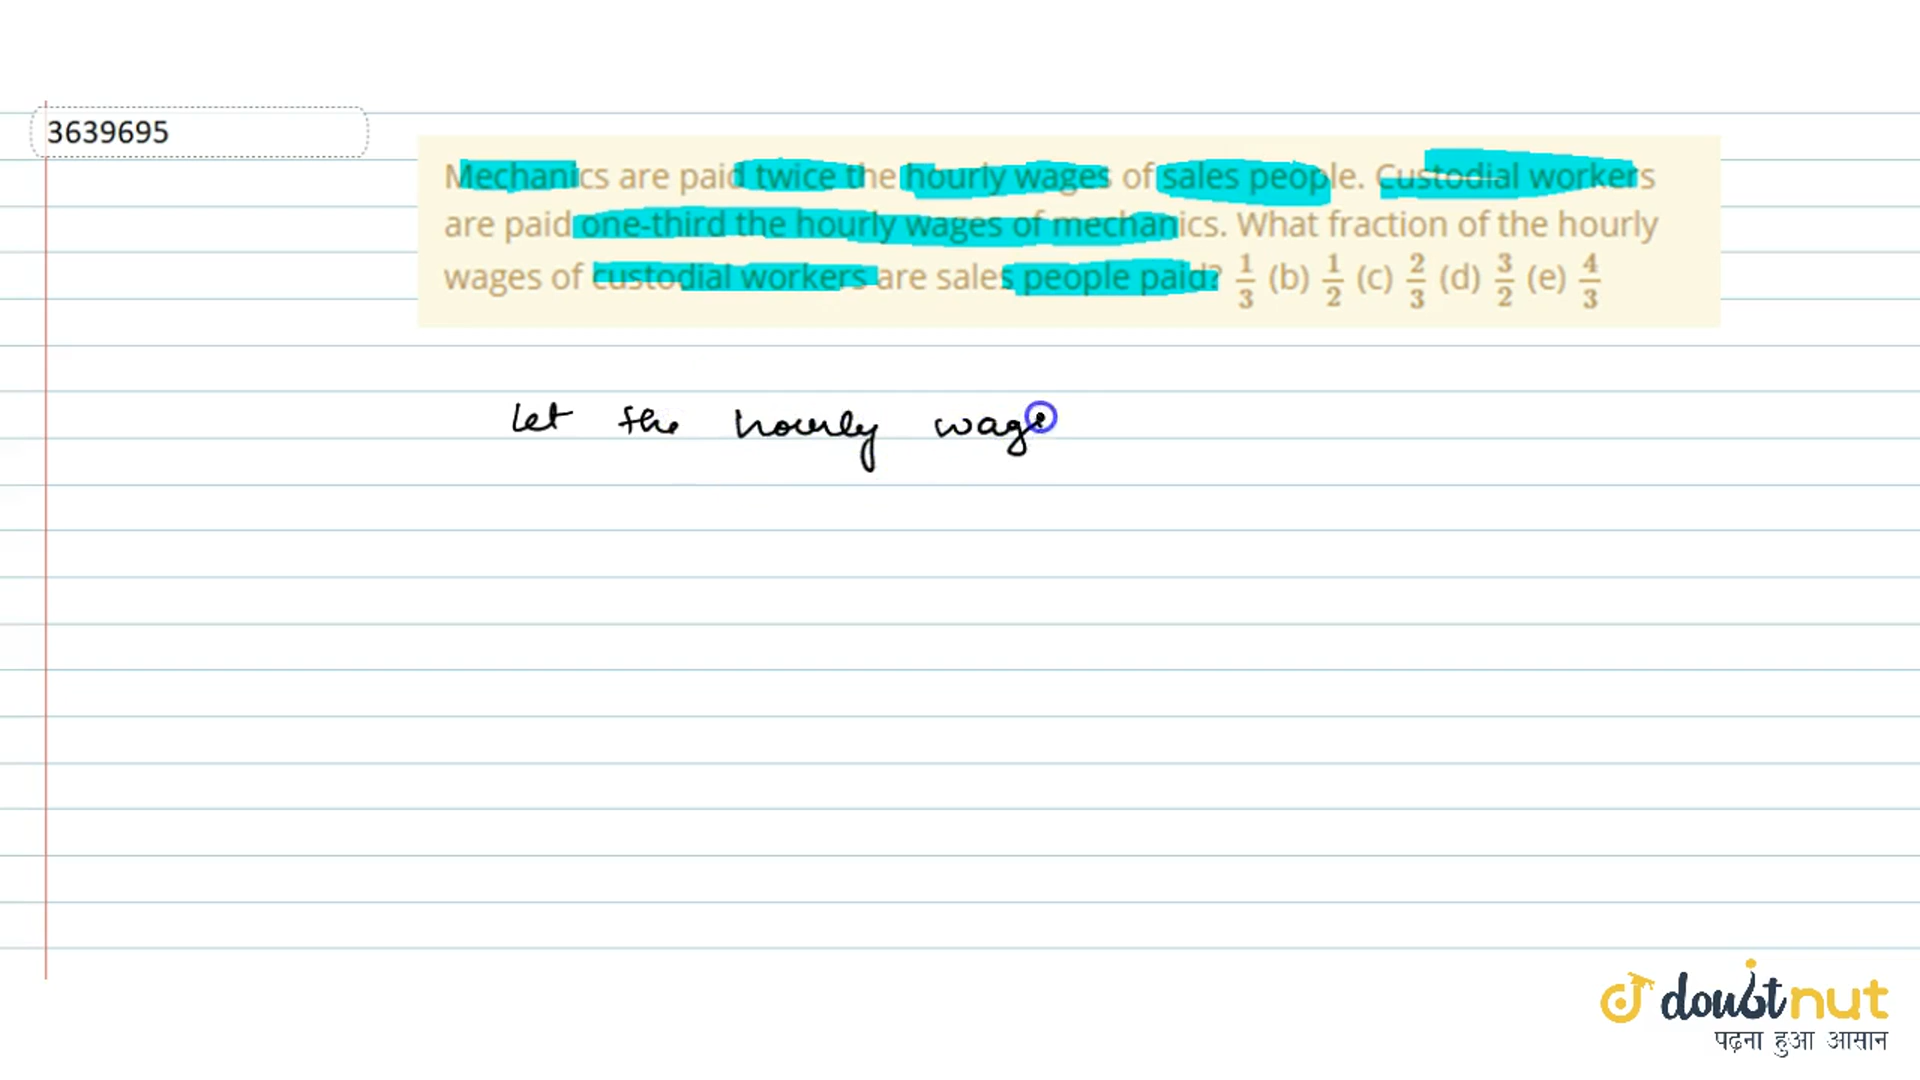 3639695
Mechanics are paid twice the hourly wages of sales people. Custodial workers
are paid one-third the hourly wages of mechanics. What fraction of the hourly
wages of custodial workers are sales people paid? 1/3 (b) 1/2 (c) 2/3 (d) 3/2 (e) 4/3
Let the hourly wage
doubtnut
पढ़ना हुआ आसान